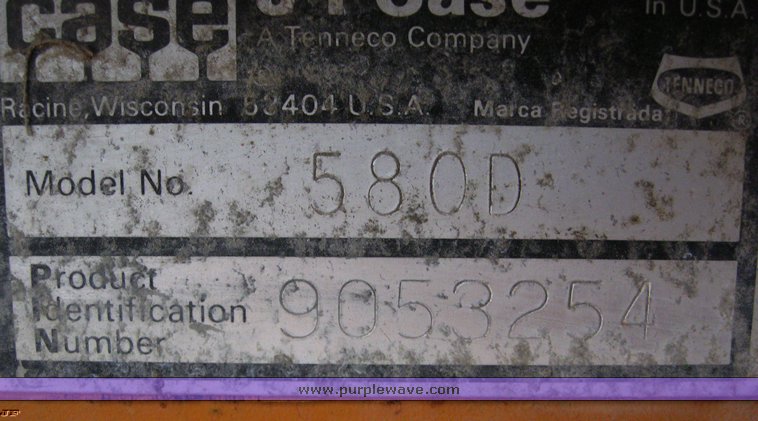 case J I Case
A Tenneco Company
in U.S.A.
TENNECO
Racine, Wisconsin 53404 U.S.A. Marca Registrada ®
Model No. 580D
Product
Identification
Number
9053254
www.purplewave.com